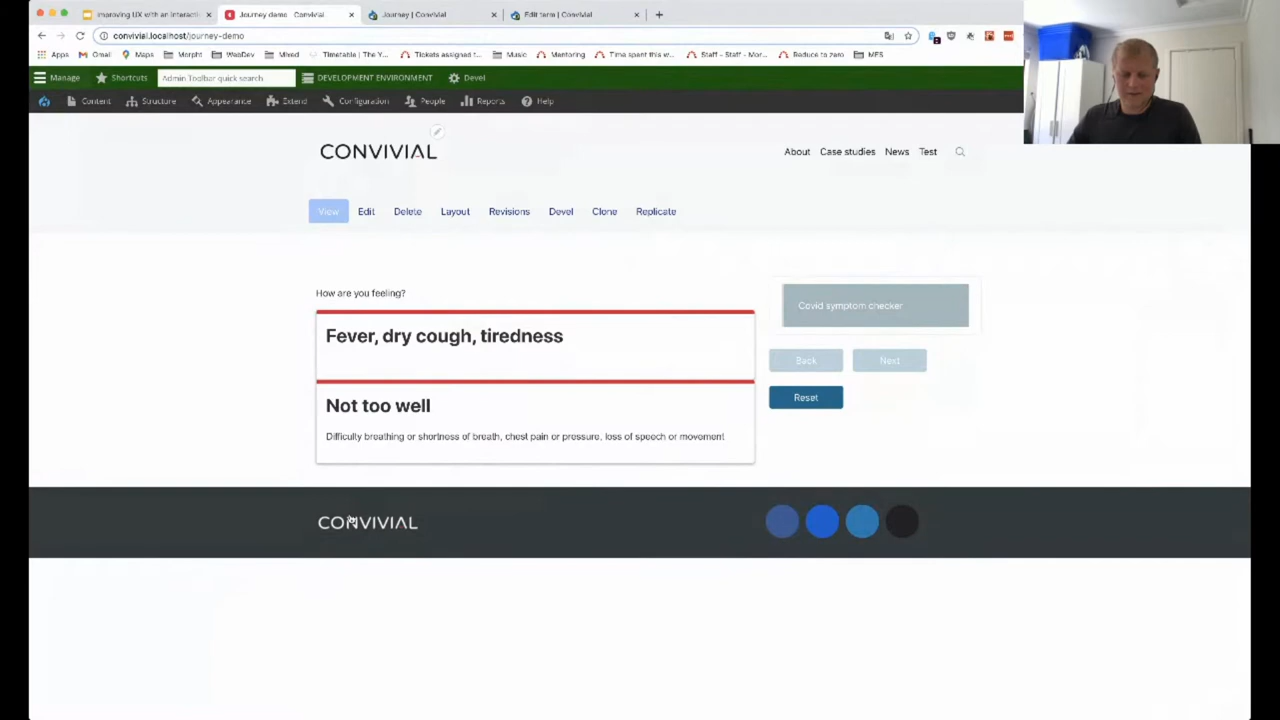 Improving UX with an Interacti
Journey demo Convivial
Journey | Convivial
Edit term | Convivial
convivial.localhost/journey-demo
Apps Gmail Maps Morpht WebDev Mixed Timetable | The Y... Tickets assigned t... Music Mentoring Time spent this w... Staff - Staff - Mor... Reduce to zero MES
Manage Shortcuts Admin Toolbar quick search DEVELOPMENT ENVIRONMENT Devel
Content Structure Appearance Extend Configuration People Reports Help
CONVIVIAL
About Case studies News Test
View Edit Delete Layout Revisions Devel Clone Replicate
How are you feeling?
Fever, dry cough, tiredness
Not too well
Difficulty breathing or shortness of breath, chest pain or pressure, loss of speech or movement
Covid symptom checker
Back Next
Reset
CONVIVIAL